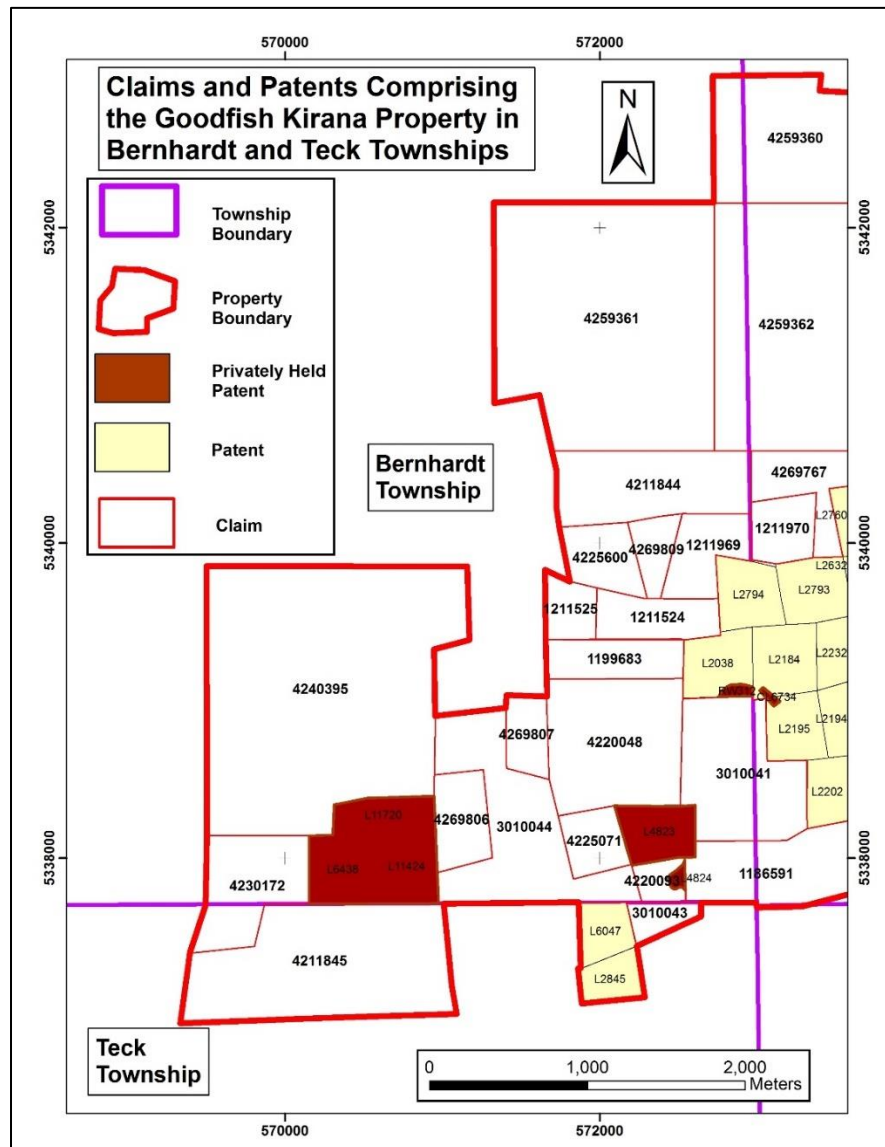 570000
572000
Claims and Patents Comprising
the Goodfish Kirana Property in
Bernhardt and Teck Townships
N
4259360
Township
Boundary
5342000
5342000
Property
Boundary
4259361
4259362
Privately Held
Patent
Patent
Bernhardt
Township
4211844
4269767
L2760
Claim
1211970
5340000
5340000
4225600
4269809
1211969
L2632
L2794
L2793
1211525
1211524
L2038
L2184
L2232
1199683
4240395
RW312
CL6734
4269807
4220048
L2195
L2194
3010041
L2202
L11720
4269806
3010044
4225071
L4823
5338000
5338000
L11424
4230172
4220093
4824
1186591
3010043
L6047
4211845
L2845
Teck
Township
0
1,000
2,000
Meters
570000
572000